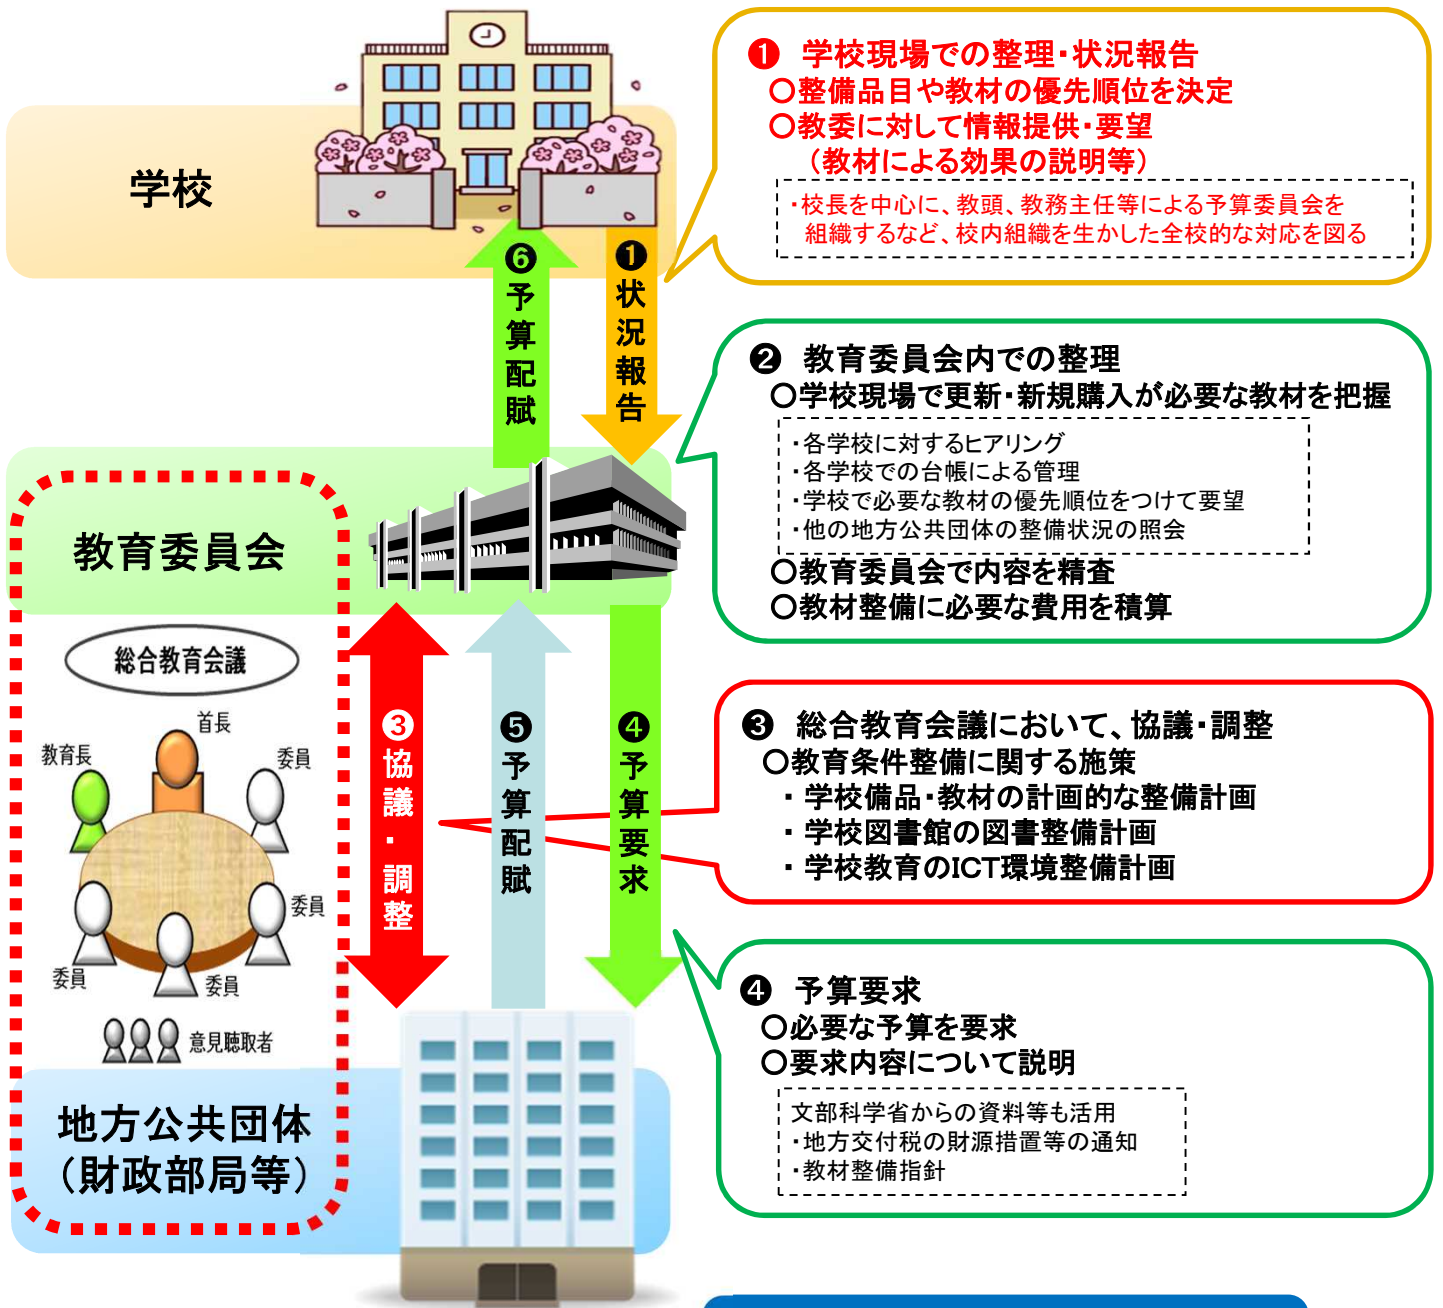 学校
❶ 学校現場での整理・状況報告
○整備品目や教材の優先順位を決定
○教委に対して情報提供・要望
（教材による効果の説明等）
・校長を中心に、教頭、教務主任等による予算委員会を
組織するなど、校内組織を生かした全校的な対応を図る
❻予算配賦
❶状況報告
教育委員会
❷ 教育委員会内での整理
○学校現場で更新・新規購入が必要な教材を把握
・各学校に対するヒアリング
・各学校での台帳による管理
・学校で必要な教材の優先順位をつけて要望
・他の地方公共団体の整備状況の照会
○教育委員会で内容を精査
○教材整備に必要な費用を積算
総合教育会議
首長
教育長
委員
委員
委員
委員
意見聴取者
❸協議・調整
❺予算配賦
❹予算要求
❸ 総合教育会議において、協議・調整
○教育条件整備に関する施策
・学校備品・教材の計画的な整備計画
・学校図書館の図書整備計画
・学校教育のICT環境整備計画
❹ 予算要求
○必要な予算を要求
○要求内容について説明
文部科学省からの資料等も活用
・地方交付税の財源措置等の通知
・教材整備指針
地方公共団体
（財政部局等）